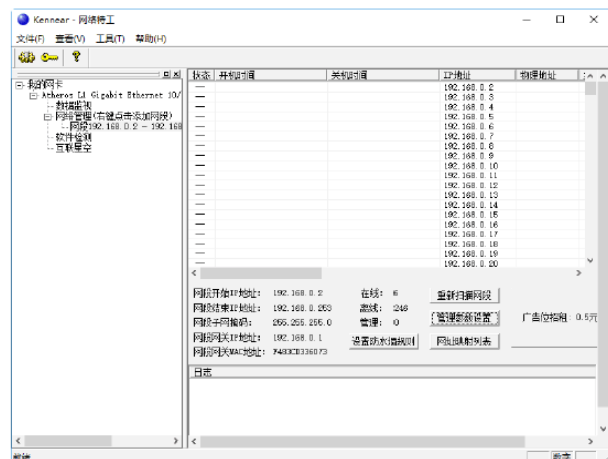 Kennear - 网络特工
文件(F) 查看(V) 工具(T) 帮助(H)
我的网卡
Atheros L1 Gigabit Ethernet 10/
数据监视
网络管理(右键点击添加网段)
网段192.168.0.2 - 192.168
软件检测
互联星空
状态 开机时间 关机时间 IP地址 物理地址
192.168.0.2
192.168.0.3
192.168.0.4
192.168.0.5
192.168.0.6
192.168.0.7
192.168.0.8
192.168.0.9
192.168.0.10
192.168.0.11
192.168.0.12
192.168.0.13
192.168.0.14
192.168.0.15
192.168.0.16
192.168.0.17
192.168.0.18
192.168.0.19
192.168.0.20
网段开始IP地址: 192.168.0.2 在线: 6 重新扫描网段
网段结束IP地址: 192.168.0.253 离线: 246
网段子网掩码: 255.255.255.0 管理: 0 管理参数设置 广告位招租: 0.5元
网段网关IP地址: 192.168.0.1 设置防水墙规则 网址映射列表
网段网关MAC地址: F483CD336073
日志
就绪 数字